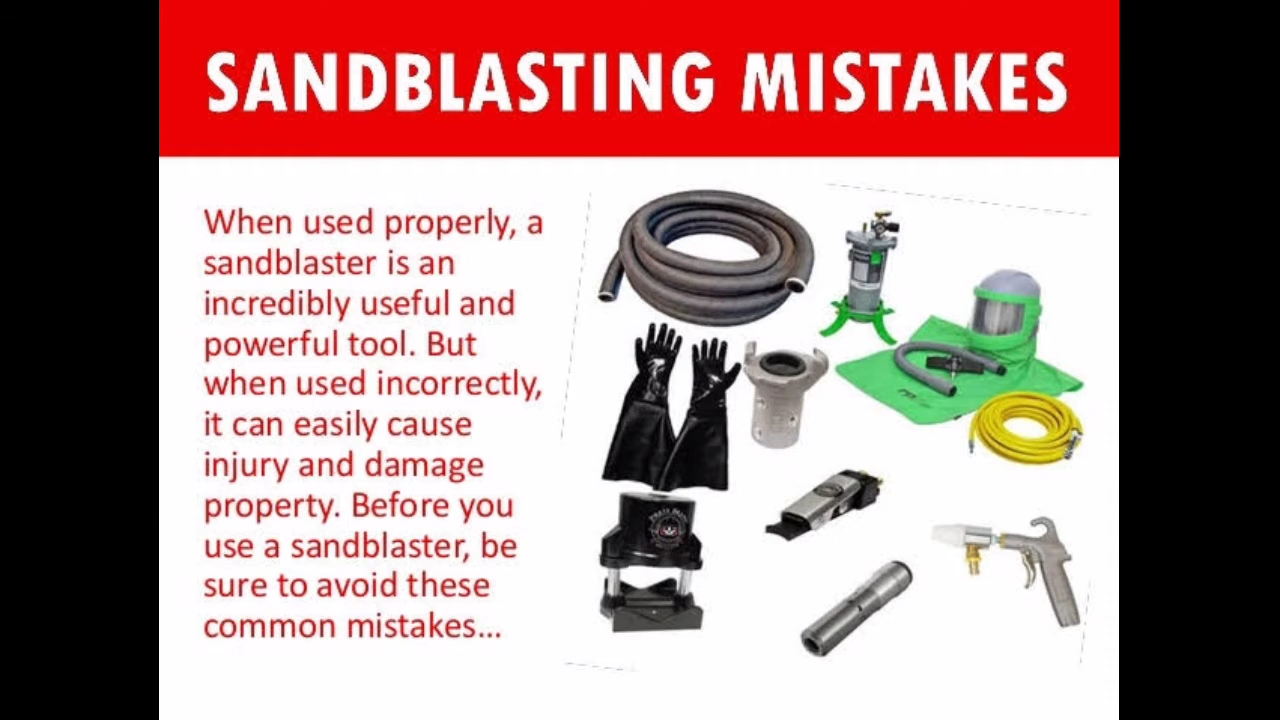 SANDBLASTING MISTAKES
When used properly, a
sandblaster is an
incredibly useful and
powerful tool. But
when used incorrectly,
it can easily cause
injury and damage
property. Before you
use a sandblaster, be
sure to avoid these
common mistakes...